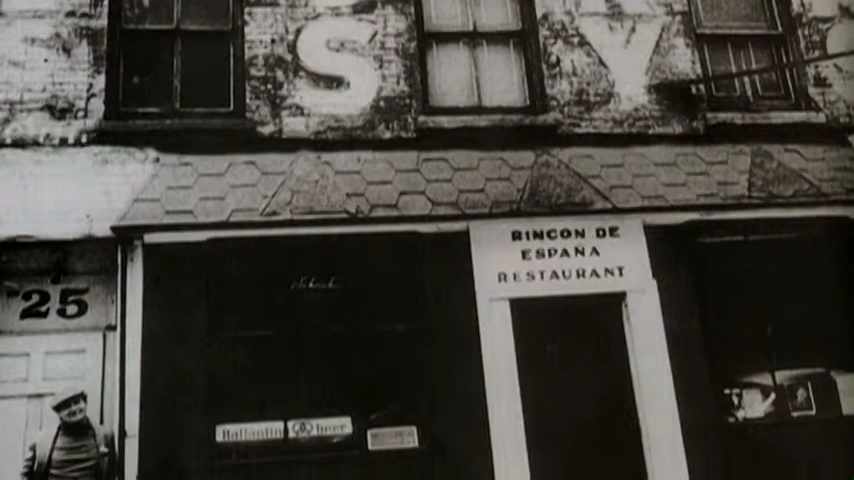 S Y
RINCON DE
ESPAÑA
RESTAURANT
25
Ballantine beer